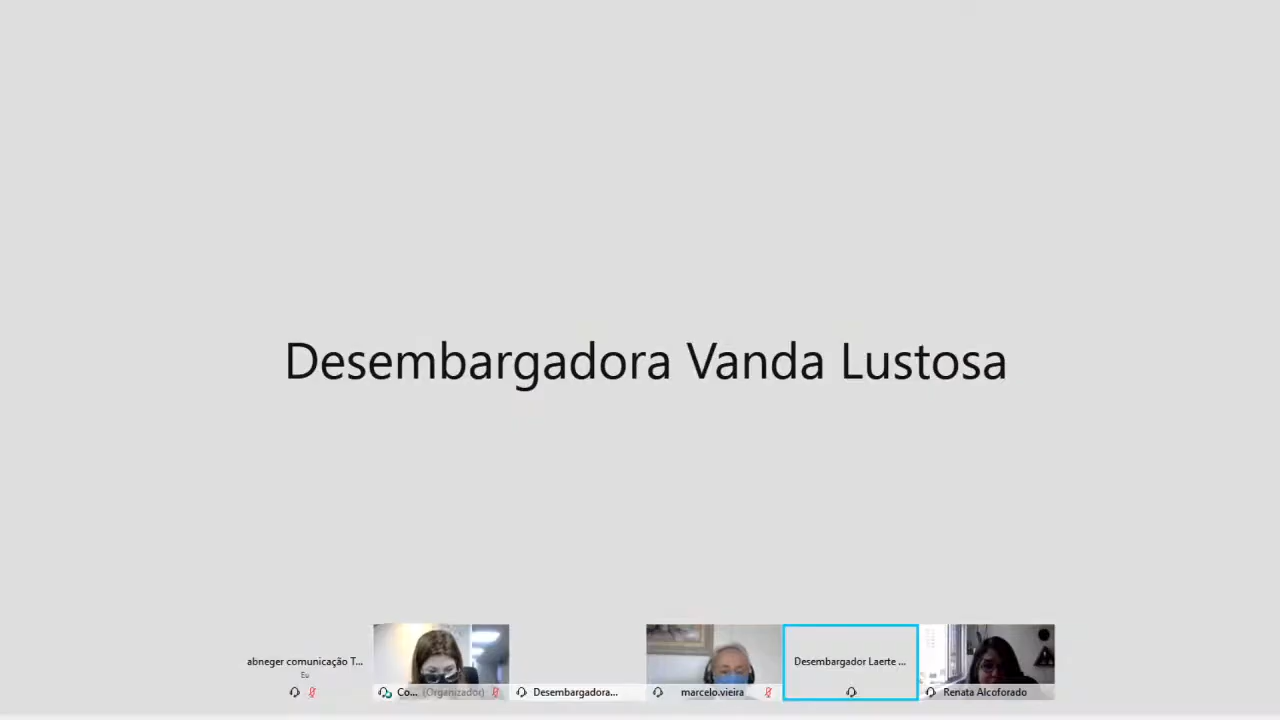 Desembargadora Vanda Lustosa
abneger comunicação T...
Eu
Co... (Organizador)
Desembargadora...
marcelo.vieira
Desembargador Laerte ...
Renata Alcoforado